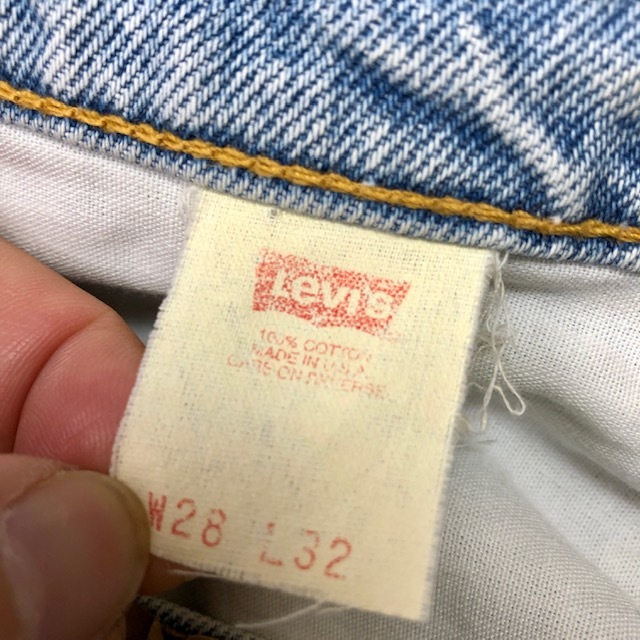 Levi's
100% COTTON
MADE IN U.S.A.
CARE ON REVERSE
W28 L32